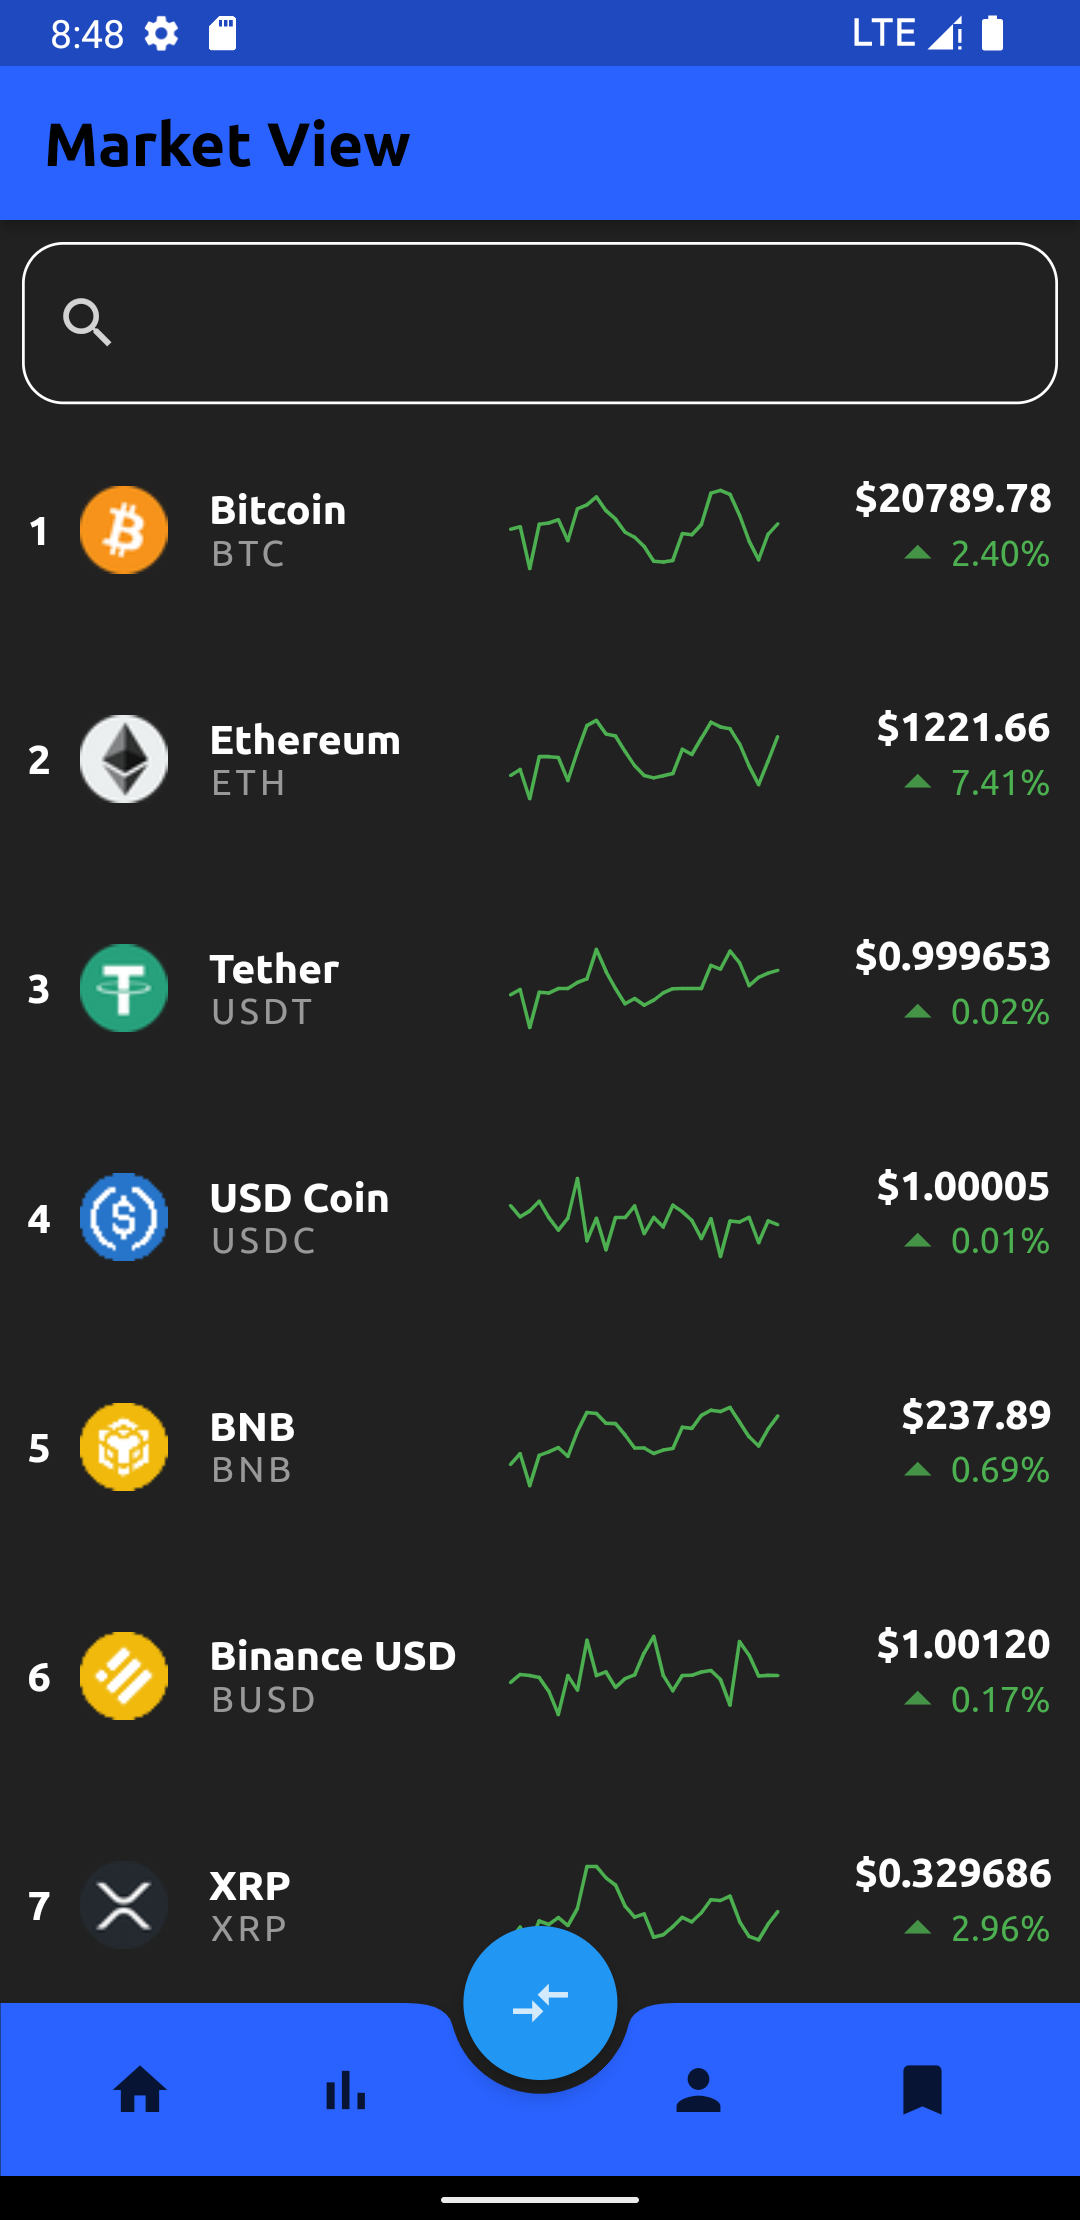 8:48 LTE
Market View
1 Bitcoin $20789.78
BTC 2.40%
2 Ethereum $1221.66
ETH 7.41%
3 Tether $0.999653
USDT 0.02%
4 USD Coin $1.00005
USDC 0.01%
5 BNB $237.89
BNB 0.69%
6 Binance USD $1.00120
BUSD 0.17%
7 XRP $0.329686
XRP 2.96%